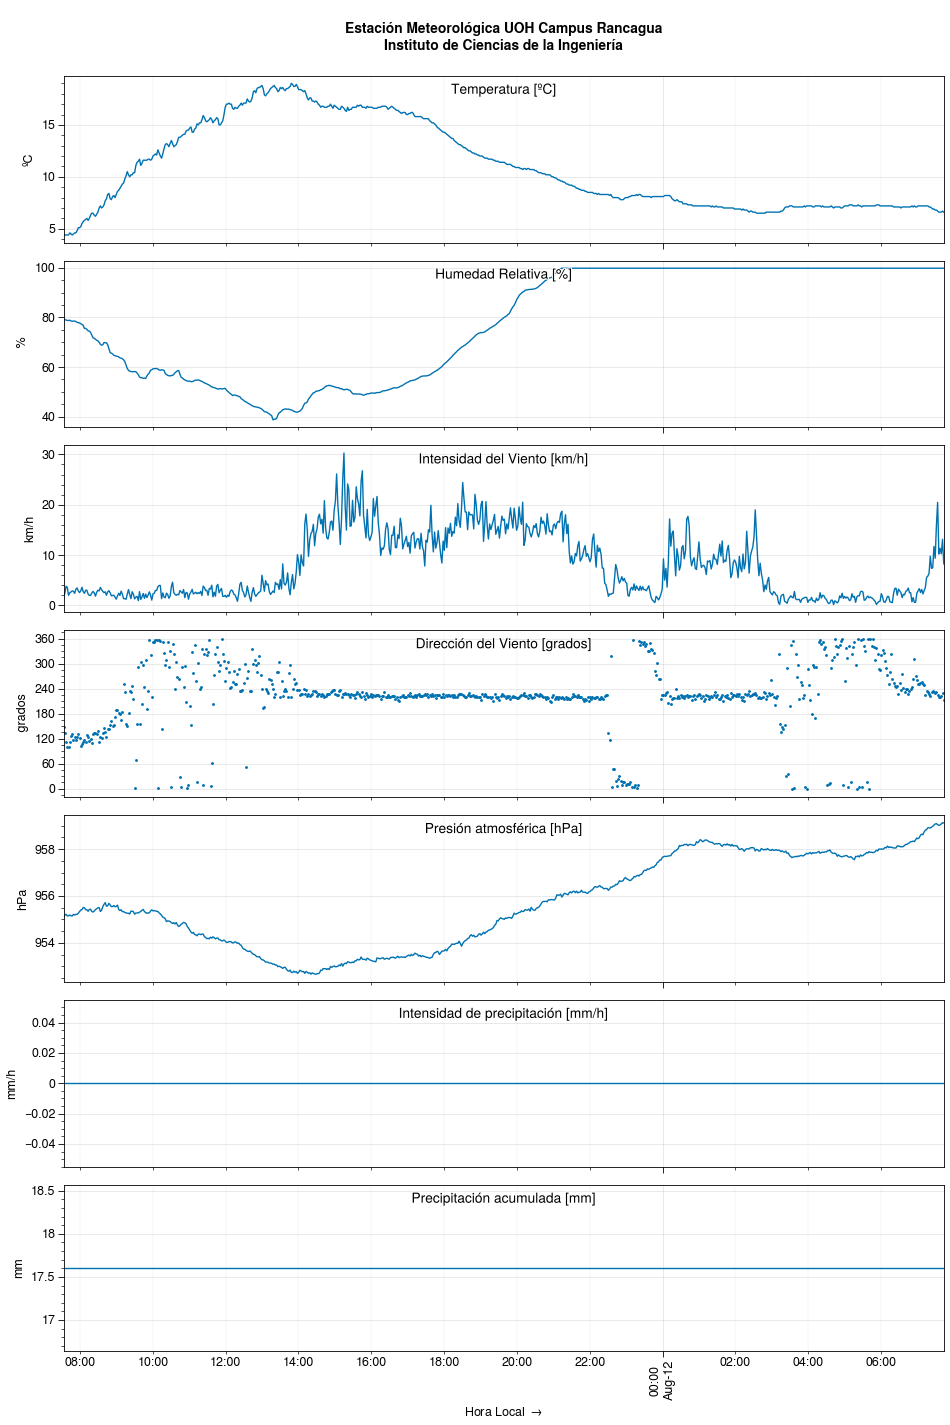 Estación Meteorológica UOH Campus Rancagua
Instituto de Ciencias de la Ingeniería
Temperatura [ºC]
ºC
15
10
5
Humedad Relativa [%]
%
100
80
60
40
Intensidad del Viento [km/h]
km/h
30
20
10
0
Dirección del Viento [grados]
grados
360
300
240
180
120
60
0
Presión atmosférica [hPa]
hPa
958
956
954
Intensidad de precipitación [mm/h]
mm/h
0.04
0.02
0
−0.02
−0.04
Precipitación acumulada [mm]
mm
18.5
18
17.5
17
08:00 10:00 12:00 14:00 16:00 18:00 20:00 22:00 00:00 02:00 04:00 06:00
Aug-12
Hora Local →